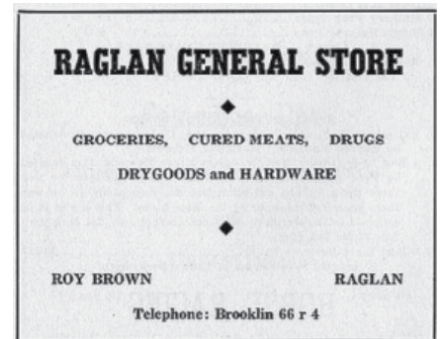 RAGLAN GENERAL STORE
GROCERIES, CURED MEATS, DRUGS
DRYGOODS and HARDWARE
ROY BROWN RAGLAN
Telephone: Brooklin 66 r 4